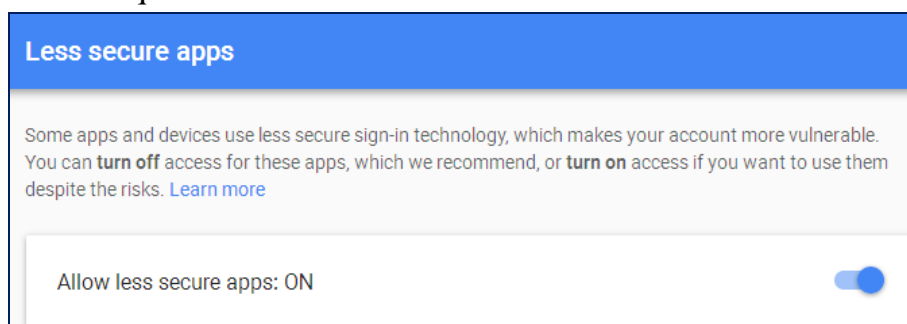 Less secure apps
Some apps and devices use less secure sign-in technology, which makes your account more vulnerable.
You can turn off access for these apps, which we recommend, or turn on access if you want to use them
despite the risks. Learn more
Allow less secure apps: ON